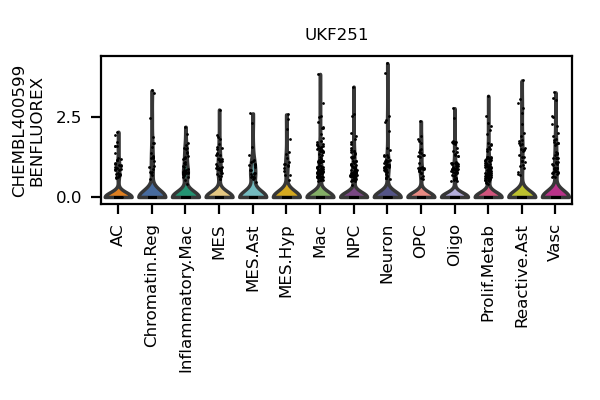 UKF251
CHEMBL400599
BENFLUOREX
2.5
0.0
AC
Chromatin.Reg
Inflammatory.Mac
MES
MES.Ast
MES.Hyp
Mac
NPC
Neuron
OPC
Oligo
Prolif.Metab
Reactive.Ast
Vasc